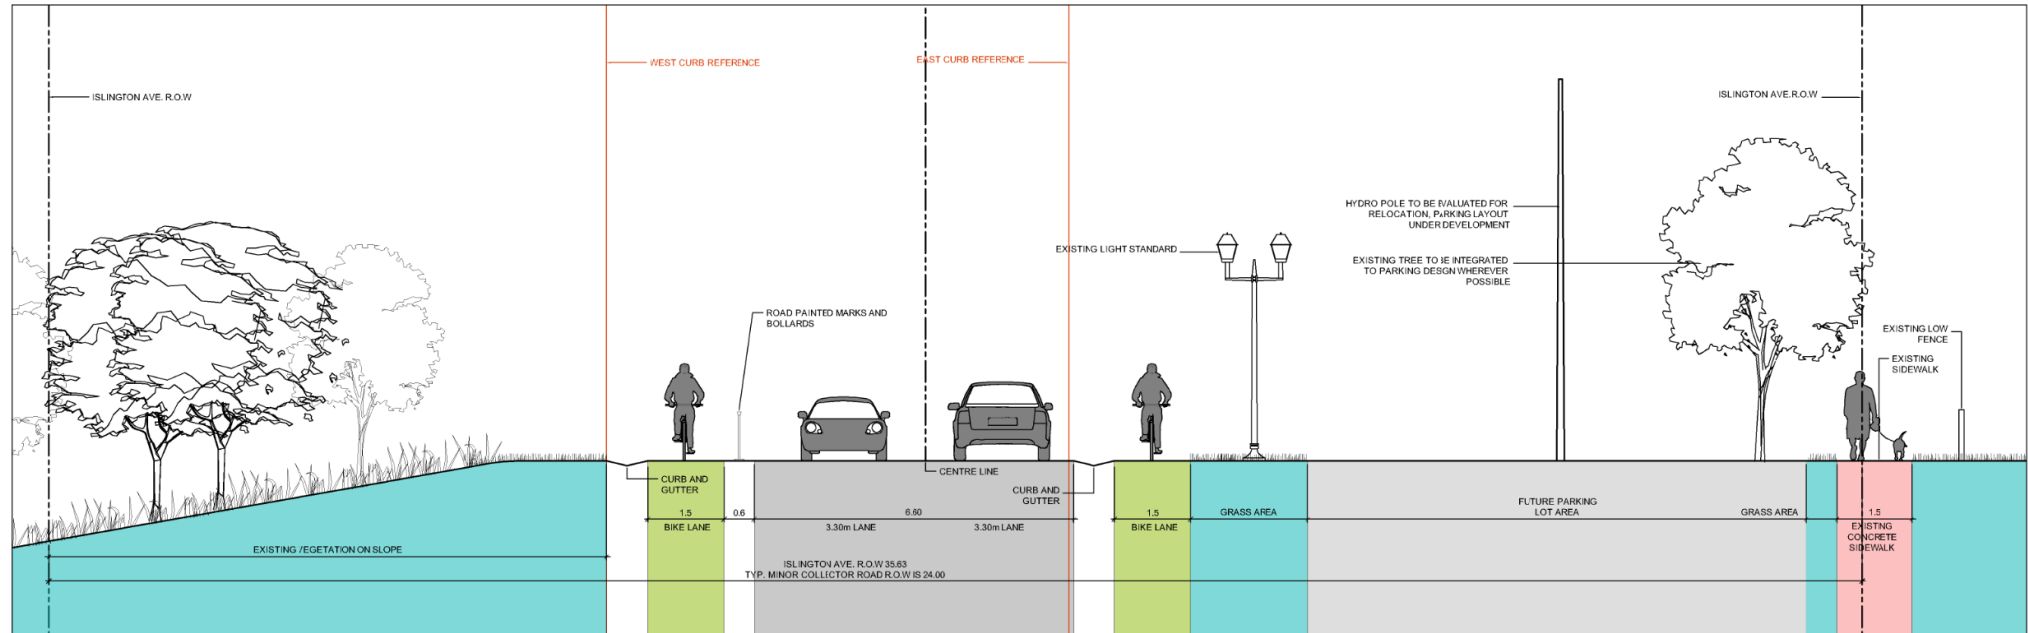 WEST CURB REFERENCE
EAST CURB REFERENCE
ISLINGTON AVE. R.O.W
ISLINGTON AVE.R.O.W
HYDRO POLE TO BE EVALUATED FOR
RELOCATION, PARKING LAYOUT
UNDER DEVELOPMENT
EXISTING LIGHT STANDARD
EXISTING TREE TO BE INTEGRATED
TO PARKING DESIGN WHEREVER
POSSIBLE
ROAD PAINTED MARKS AND
BOLLARDS
EXISTING LOW
FENCE
EXISTING
SIDEWALK
CENTRE LINE
CURB AND
GUTTER
CURB AND
GUTTER
1.5
BIKE LANE
0.6
6.60
3.30m LANE
3.30m LANE
1.5
BIKE LANE
GRASS AREA
FUTURE PARKING
LOT AREA
GRASS AREA
1.5
EXISTING
CONCRETE
SIDEWALK
EXISTING VEGETATION ON SLOPE
ISLINGTON AVE. R.O.W 35.63
TYP. MINOR COLLECTOR ROAD R.O.W IS 24.00